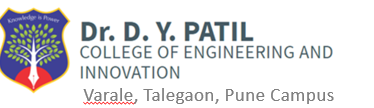 Knowledge is Power
Dr. D. Y. PATIL
COLLEGE OF ENGINEERING AND
INNOVATION
Varale, Talegaon, Pune Campus